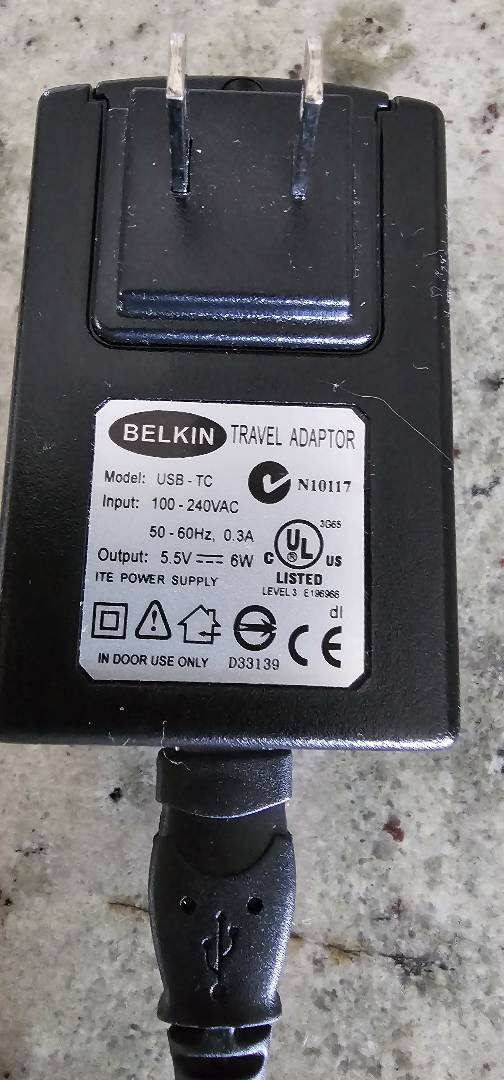 BELKIN TRAVEL ADAPTOR
Model: USB - TC
N10117
Input: 100 - 240VAC
50 - 60Hz, 0.3A
3G65
Output: 5.5V 6W
C UL ® US
LISTED
ITE POWER SUPPLY
LEVEL 3 E196966
dl
CE
IN DOOR USE ONLY D33139